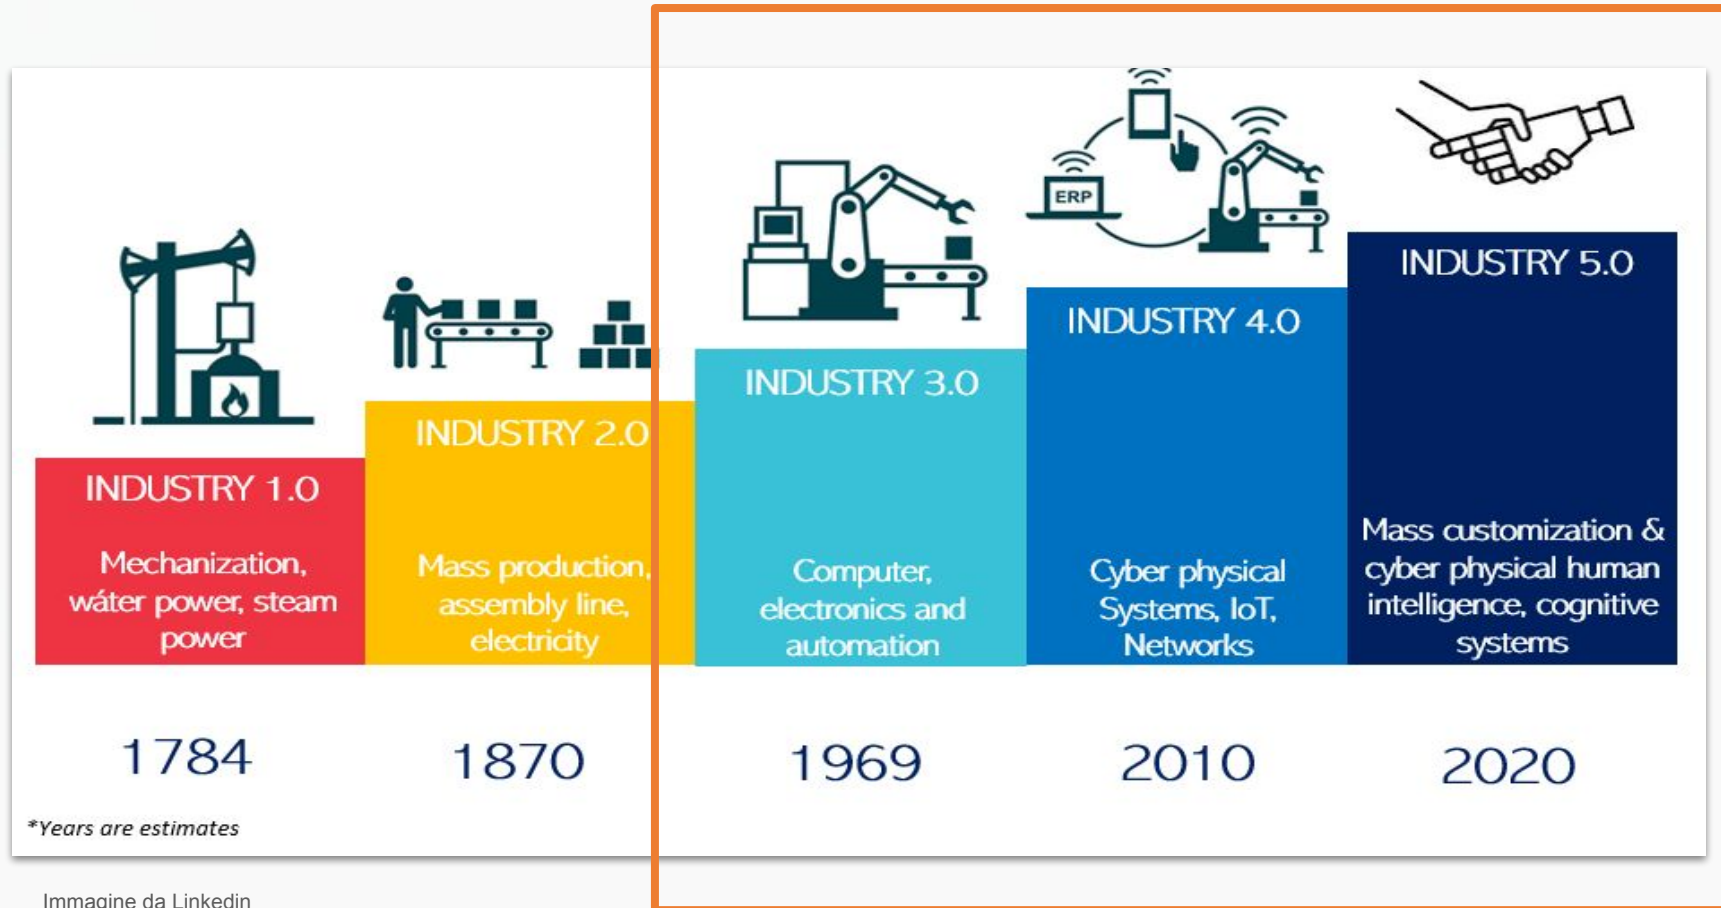 ERP
INDUSTRY 5.0
INDUSTRY 4.0
INDUSTRY 3.0
INDUSTRY 2.0
INDUSTRY 1.0
Mechanization,
wáter power, steam
power
Mass production,
assembly line,
electricity
Computer,
electronics and
automation
Cyber physical
Systems, IoT,
Networks
Mass customization &
cyber physical human
intelligence, cognitive
systems
1784
1870
1969
2010
2020
*Years are estimates
Immagine da Linkedin